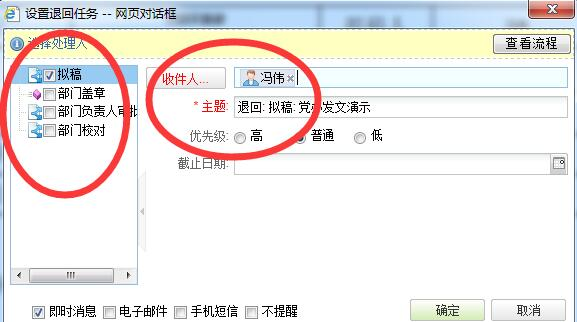 设置退回任务 -- 网页对话框
选择处理人
查看流程
拟稿
部门盖章
部门负责人审批
部门校对
收件人...
冯伟
* 主题:
退回: 拟稿: 党办发文演示
优先级:
高
普通
低
截止日期:
即时消息
电子邮件
手机短信
不提醒
确定
取消